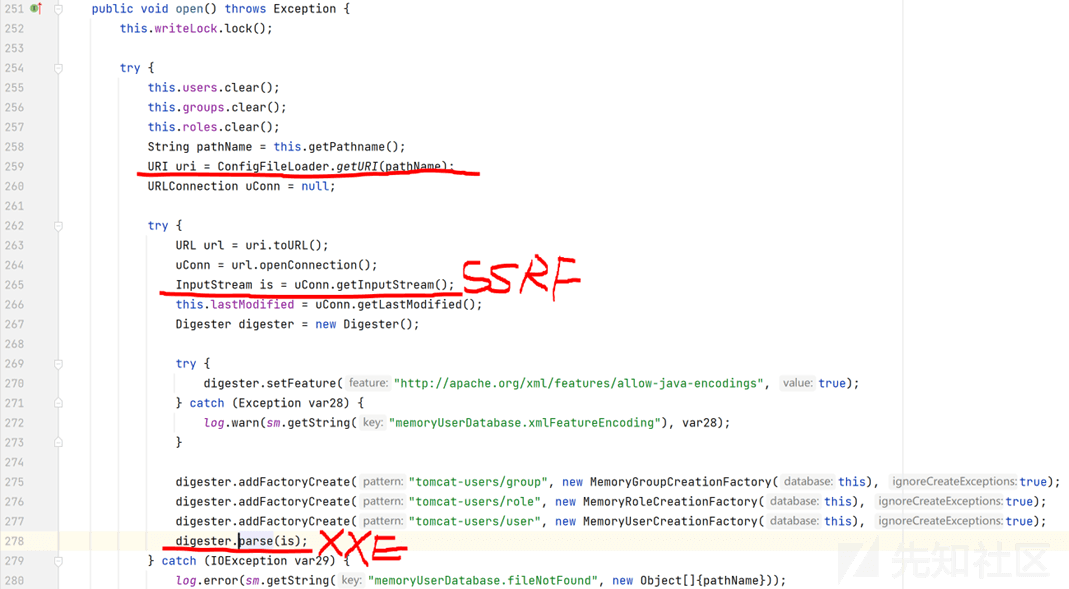 251 public void open() throws Exception {
252 this.writeLock.lock();
253
254 try {
255 this.users.clear();
256 this.groups.clear();
257 this.roles.clear();
258 String pathName = this.getPathname();
259 URI uri = ConfigFileLoader.getURI(pathName);
260 URLConnection uConn = null;
261
262 try {
263 URL url = uri.toURL();
264 uConn = url.openConnection();
265 InputStream is = uConn.getInputStream(); SSRF
266 this.lastModified = uConn.getLastModified();
267 Digester digester = new Digester();
268
269 try {
270 digester.setFeature( feature: "http://apache.org/xml/features/allow-java-encodings", value: true);
271 } catch (Exception var28) {
272 log.warn(sm.getString( key: "memoryUserDatabase.xmlFeatureEncoding"), var28);
273 }
274
275 digester.addFactoryCreate( pattern: "tomcat-users/group", new MemoryGroupCreationFactory( database: this), ignoreCreateExceptions: true);
276 digester.addFactoryCreate( pattern: "tomcat-users/role", new MemoryRoleCreationFactory( database: this), ignoreCreateExceptions: true);
277 digester.addFactoryCreate( pattern: "tomcat-users/user", new MemoryUserCreationFactory( database: this), ignoreCreateExceptions: true);
278 digester.parse(is); XXE
279 } catch (IOException var29) {
280 log.error(sm.getString( key: "memoryUserDatabase.fileNotFound", new Object[]{pathName}));
先知社区